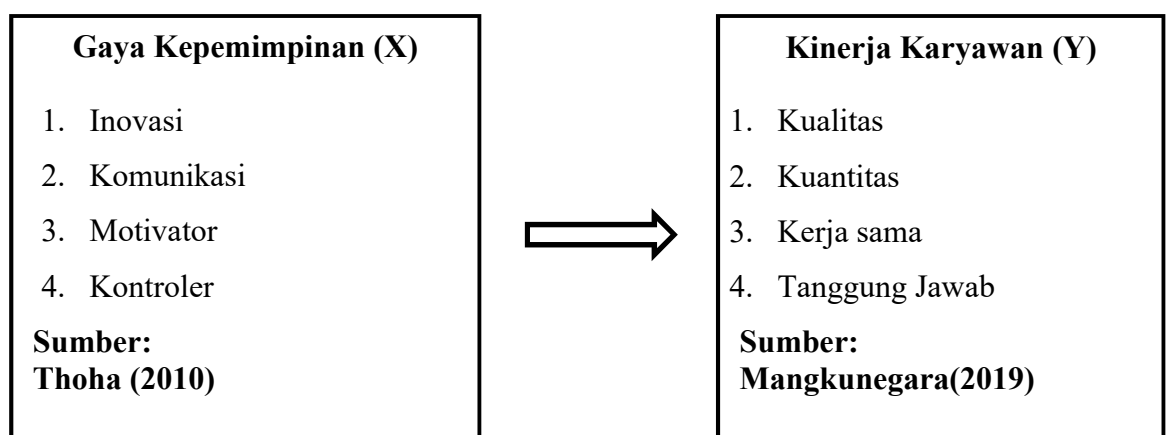 Gaya Kepemimpinan (X)
1. Inovasi
2. Komunikasi
3. Motivator
4. Kontroler
Sumber:
Thoha (2010)
Kinerja Karyawan (Y)
1. Kualitas
2. Kuantitas
3. Kerja sama
4. Tanggung Jawab
Sumber:
Mangkunegara(2019)